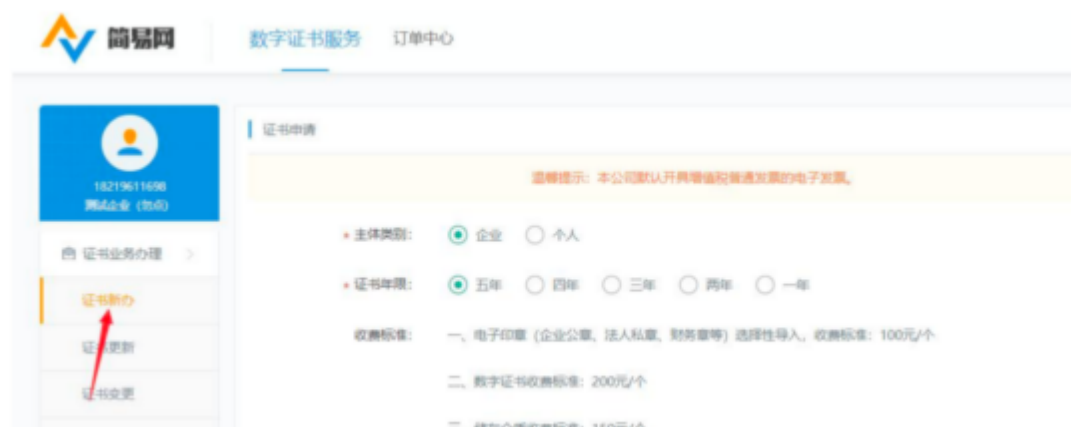 简易网
数字证书服务 订单中心
证书申请
18219611698
测试企业（勿动）
温馨提示：本公司默认开具增值税普通发票的电子发票。
* 主体类别： 企业 个人
证书业务办理
* 证书年限： 五年 四年 三年 两年 一年
证书新办
收费标准： 一、电子印章（企业公章、法人私章、财务章等）选择性导入，收费标准：100元/个
证书更新
二、数字证书收费标准：200元/个
证书变更